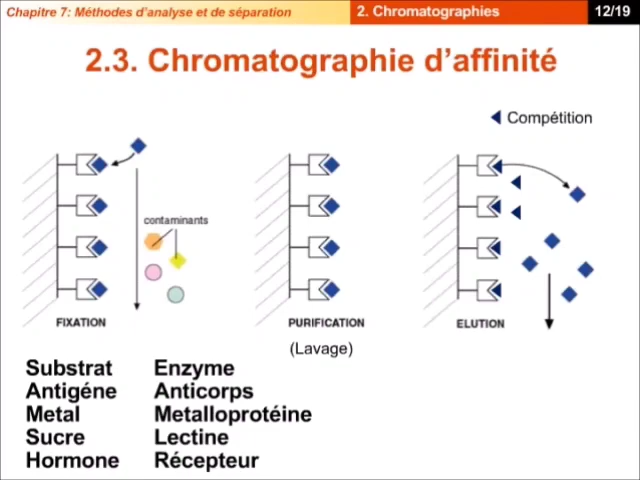 Chapitre 7: Méthodes d'analyse et de séparation
2. Chromatographies
12/19
2.3. Chromatographie d'affinité
Compétition
contaminants
FIXATION
PURIFICATION
ELUTION
(Lavage)
Substrat Enzyme
Antigéne Anticorps
Metal Metalloprotéine
Sucre Lectine
Hormone Récepteur